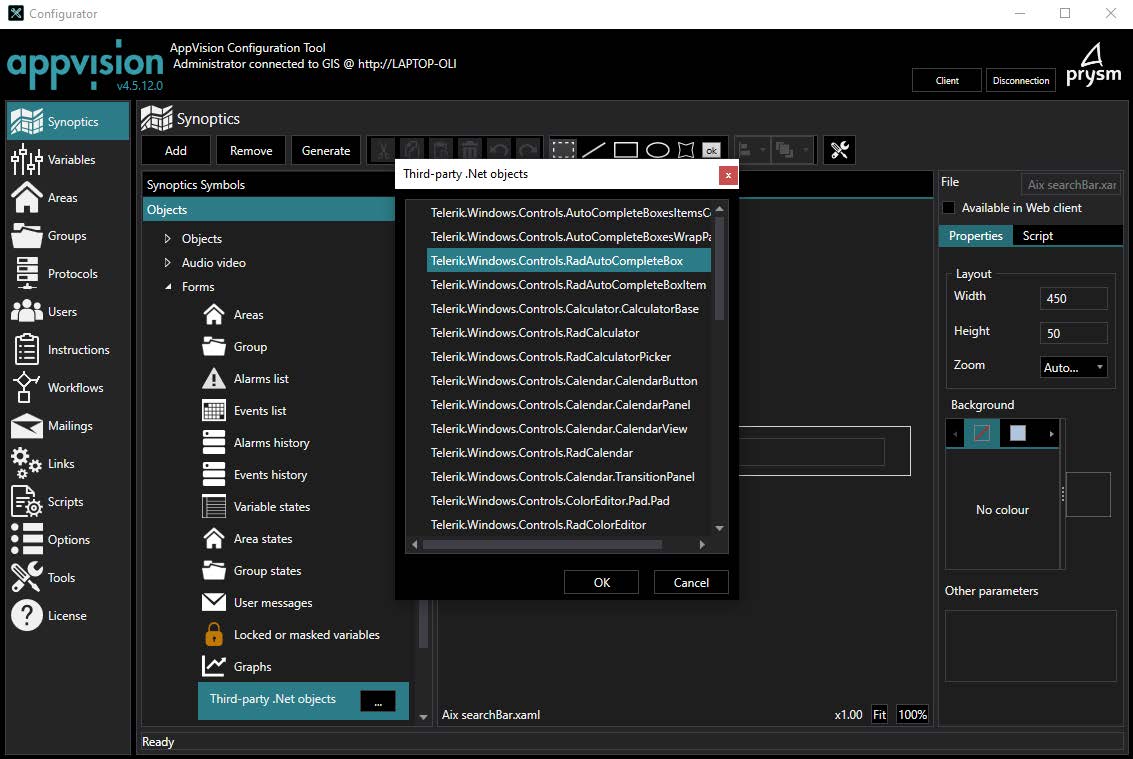 Configurator
appvision
v4.5.12.0
AppVision Configuration Tool
Administrator connected to GIS @ http://LAPTOP-OLI
Client
Disconnection
prysm
Synoptics
Variables
Areas
Groups
Protocols
Users
Instructions
Workflows
Mailings
Links
Scripts
Options
Tools
License
Synoptics
Add
Remove
Generate
ok
Synoptics Symbols
Objects
Objects
Audio video
Forms
Areas
Group
Alarms list
Events list
Alarms history
Events history
Variable states
Area states
Group states
User messages
Locked or masked variables
Graphs
Third-party .Net objects
...
Third-party .Net objects
x
Telerik.Windows.Controls.AutoCompleteBoxesItemsC
Telerik.Windows.Controls.AutoCompleteBoxesWrapPa
Telerik.Windows.Controls.RadAutoCompleteBox
Telerik.Windows.Controls.RadAutoCompleteBoxItem
Telerik.Windows.Controls.Calculator.CalculatorBase
Telerik.Windows.Controls.RadCalculator
Telerik.Windows.Controls.RadCalculatorPicker
Telerik.Windows.Controls.Calendar.CalendarButton
Telerik.Windows.Controls.Calendar.CalendarPanel
Telerik.Windows.Controls.Calendar.CalendarView
Telerik.Windows.Controls.RadCalendar
Telerik.Windows.Controls.Calendar.TransitionPanel
Telerik.Windows.Controls.ColorEditor.Pad.Pad
Telerik.Windows.Controls.RadColorEditor
OK
Cancel
Aix searchBar.xaml
x1.00
Fit
100%
File
Aix searchBar.xar
Available in Web client
Properties
Script
Layout
Width
450
Height
50
Zoom
Auto...
Background
No colour
Other parameters
Ready